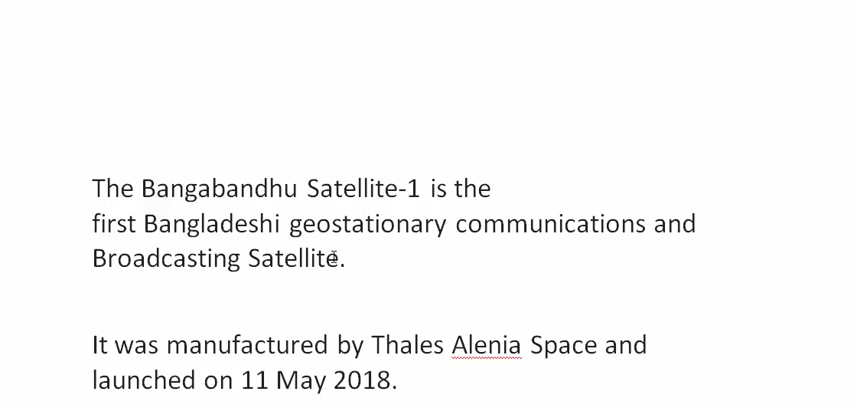 The Bangabandhu Satellite-1 is the
first Bangladeshi geostationary communications and
Broadcasting Satellite.
It was manufactured by Thales Alenia Space and
launched on 11 May 2018.